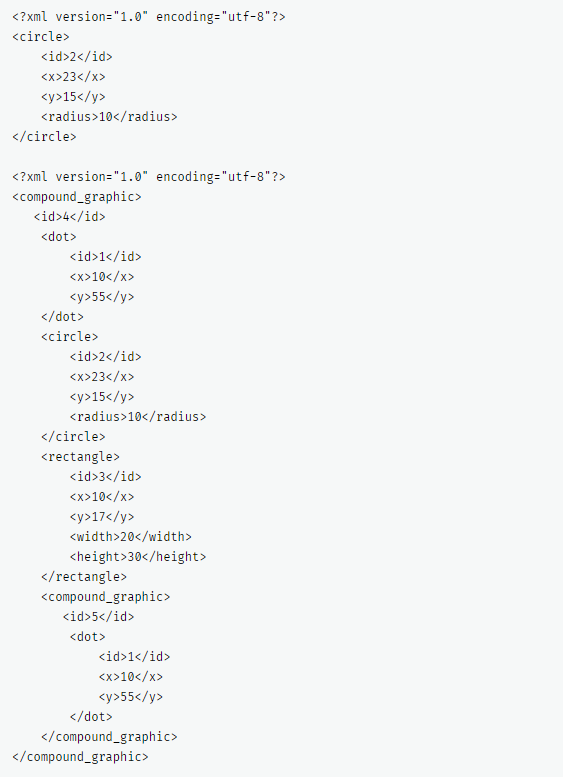 <?xml version="1.0" encoding="utf-8"?>
<circle>
    <id>2</id>
    <x>23</x>
    <y>15</y>
    <radius>10</radius>
</circle>

<?xml version="1.0" encoding="utf-8"?>
<compound_graphic>
   <id>4</id>
    <dot>
        <id>1</id>
        <x>10</x>
        <y>55</y>
    </dot>
    <circle>
        <id>2</id>
        <x>23</x>
        <y>15</y>
        <radius>10</radius>
    </circle>
    <rectangle>
        <id>3</id>
        <x>10</x>
        <y>17</y>
        <width>20</width>
        <height>30</height>
    </rectangle>
    <compound_graphic>
       <id>5</id>
        <dot>
            <id>1</id>
            <x>10</x>
            <y>55</y>
        </dot>
    </compound_graphic>
</compound_graphic>